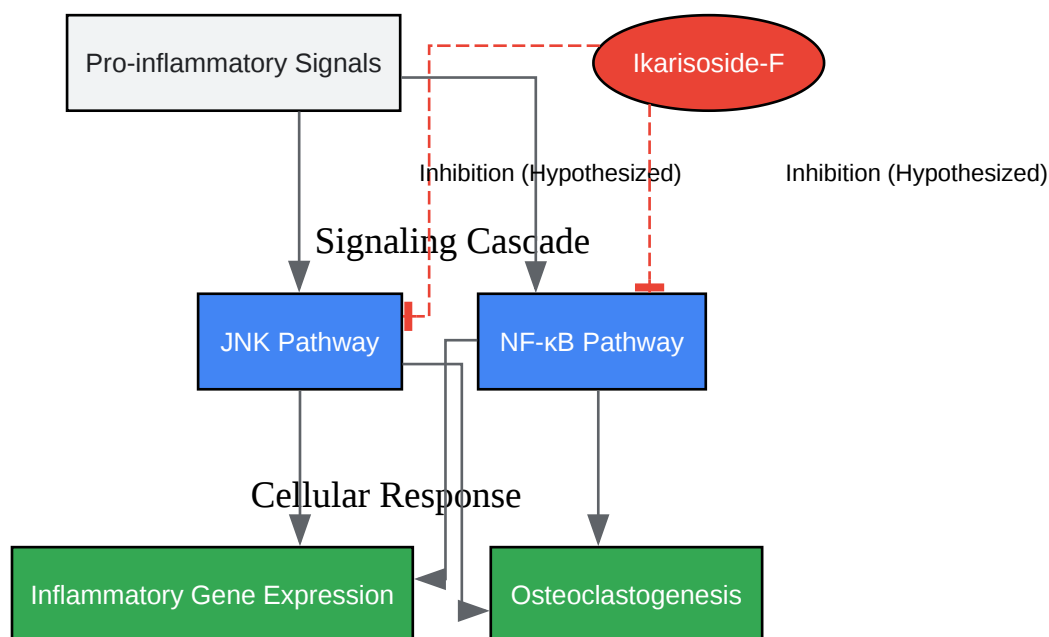 Pro-inflammatory Signals
Ikarisoside-F
Inhibition (Hypothesized)
Inhibition (Hypothesized)
Signaling Cascade
JNK Pathway
NF-κB Pathway
Cellular Response
Inflammatory Gene Expression
Osteoclastogenesis